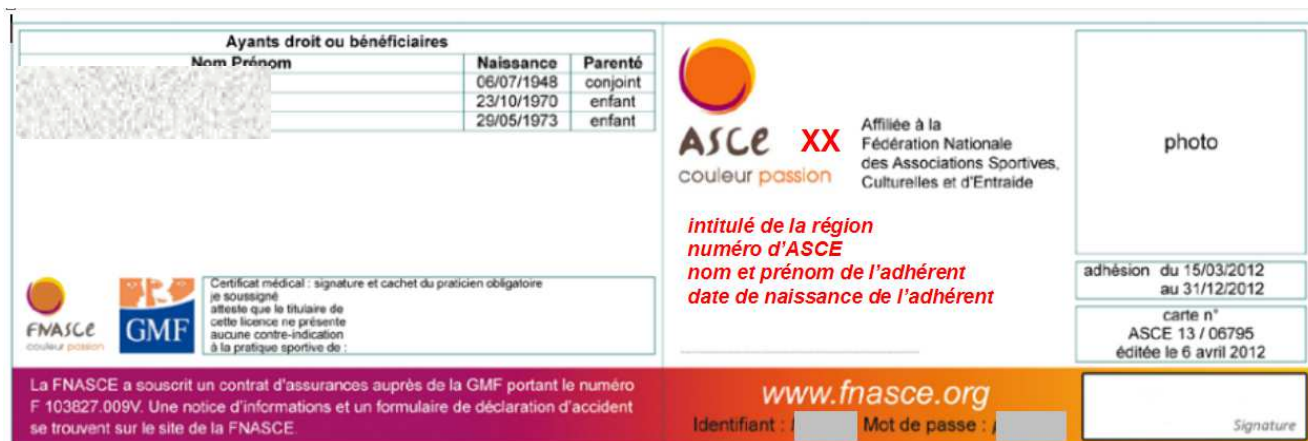 Ayants droit ou bénéficiaires
Nom Prénom Naissance Parenté
06/07/1948 conjoint
23/10/1970 enfant
29/05/1973 enfant
FNASCE
couleur passion
GMF
Certificat médical : signature et cachet du praticien obligatoire
je soussigné
atteste que le titulaire de
cette licence ne présente
aucune contre-indication
à la pratique sportive de :
La FNASCE a souscrit un contrat d'assurances auprès de la GMF portant le numéro
F 103827.009V. Une notice d'informations et un formulaire de déclaration d'accident
se trouvent sur le site de la FNASCE.
ASCE XX
couleur passion
Affiliée à la
Fédération Nationale
des Associations Sportives,
Culturelles et d'Entraide
intitulé de la région
numéro d'ASCE
nom et prénom de l'adhérent
date de naissance de l'adhérent
photo
adhésion du 15/03/2012
au 31/12/2012
carte n°
ASCE 13 / 06795
éditée le 6 avril 2012
www.fnasce.org
Identifiant : Mot de passe :
Signature